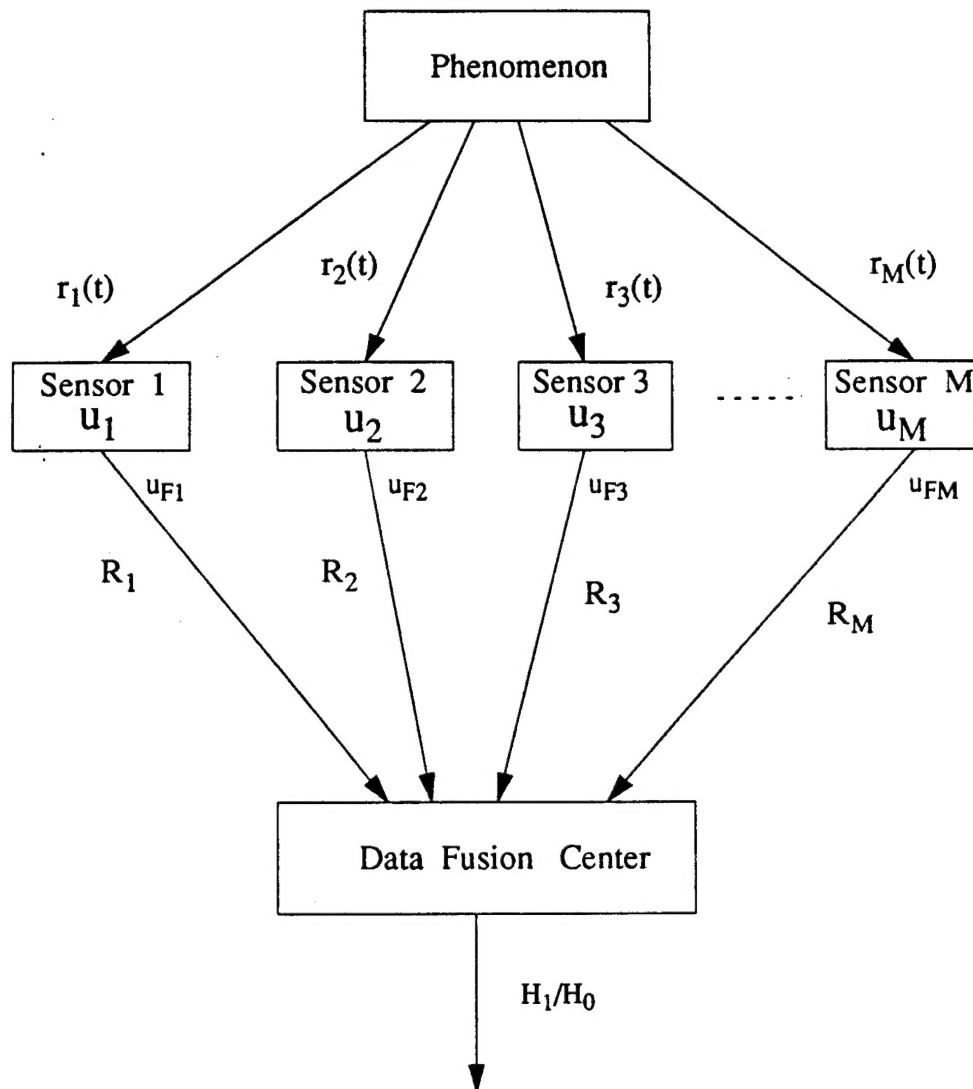 Phenomenon
r1(t)
r2(t)
r3(t)
rM(t)
Sensor 1
u1
Sensor 2
u2
Sensor 3
u3
Sensor M
uM
uF1
uF2
uF3
uFM
R1
R2
R3
RM
Data Fusion Center
H1/H0